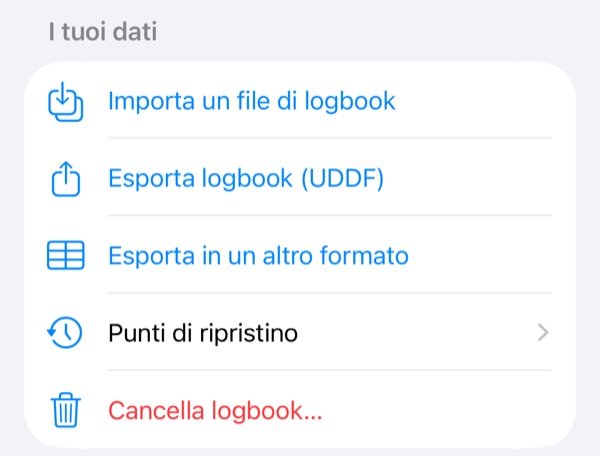 I tuoi dati
Importa un file di logbook
Esporta logbook (UDDF)
Esporta in un altro formato
Punti di ripristino
Cancella logbook...